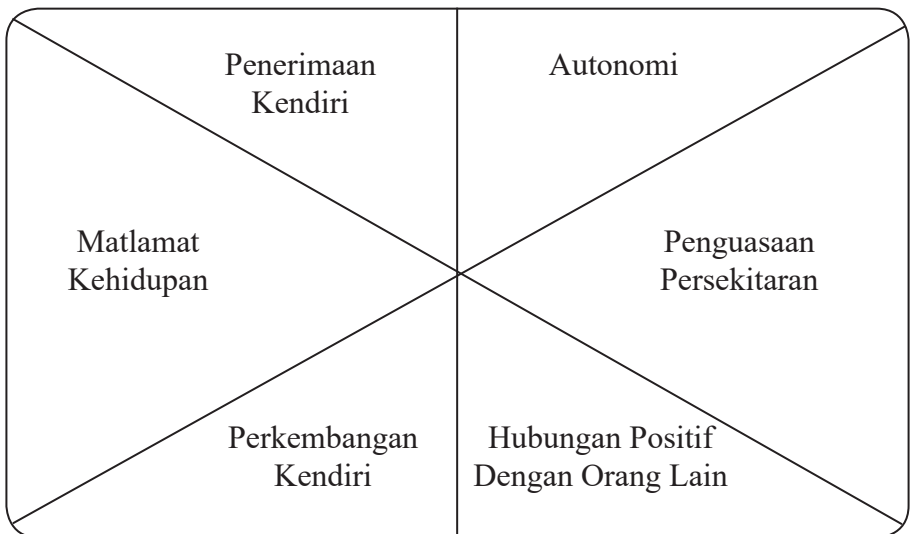 Penerimaan
Kendiri
Autonomi
Matlamat
Kehidupan
Penguasaan
Persekitaran
Perkembangan
Kendiri
Hubungan Positif
Dengan Orang Lain